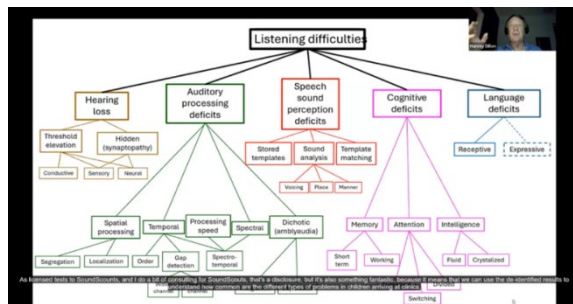 Listening difficulties
Harvey Dillon
Hearing
loss
Auditory
processing
deficits
Speech
sound
perception
deficits
Cognitive
deficits
Language
deficits
Threshold
elevation
Hidden
(synaptopathy)
Stored
templates
Sound
analysis
Template
matching
Receptive
Expressive
Conductive
Sensory
Neural
Voicing
Place
Manner
Spatial
processing
Temporal
Processing
speed
Spectral
Dichotic
(amblyaudia)
Memory
Attention
Intelligence
Segregation
Localization
Order
Gap
detection
Spectro-
temporal
Short
term
Working
Fluid
Crystalized
As licensed tests to SoundScouts, and I do a bit of consulting for SoundScouts, that's a disclosure, but it's also something fantastic, because it means that we can use the de-identified results to
understand how common are the different types of problems in children arriving at clinics.
Divided
Switching